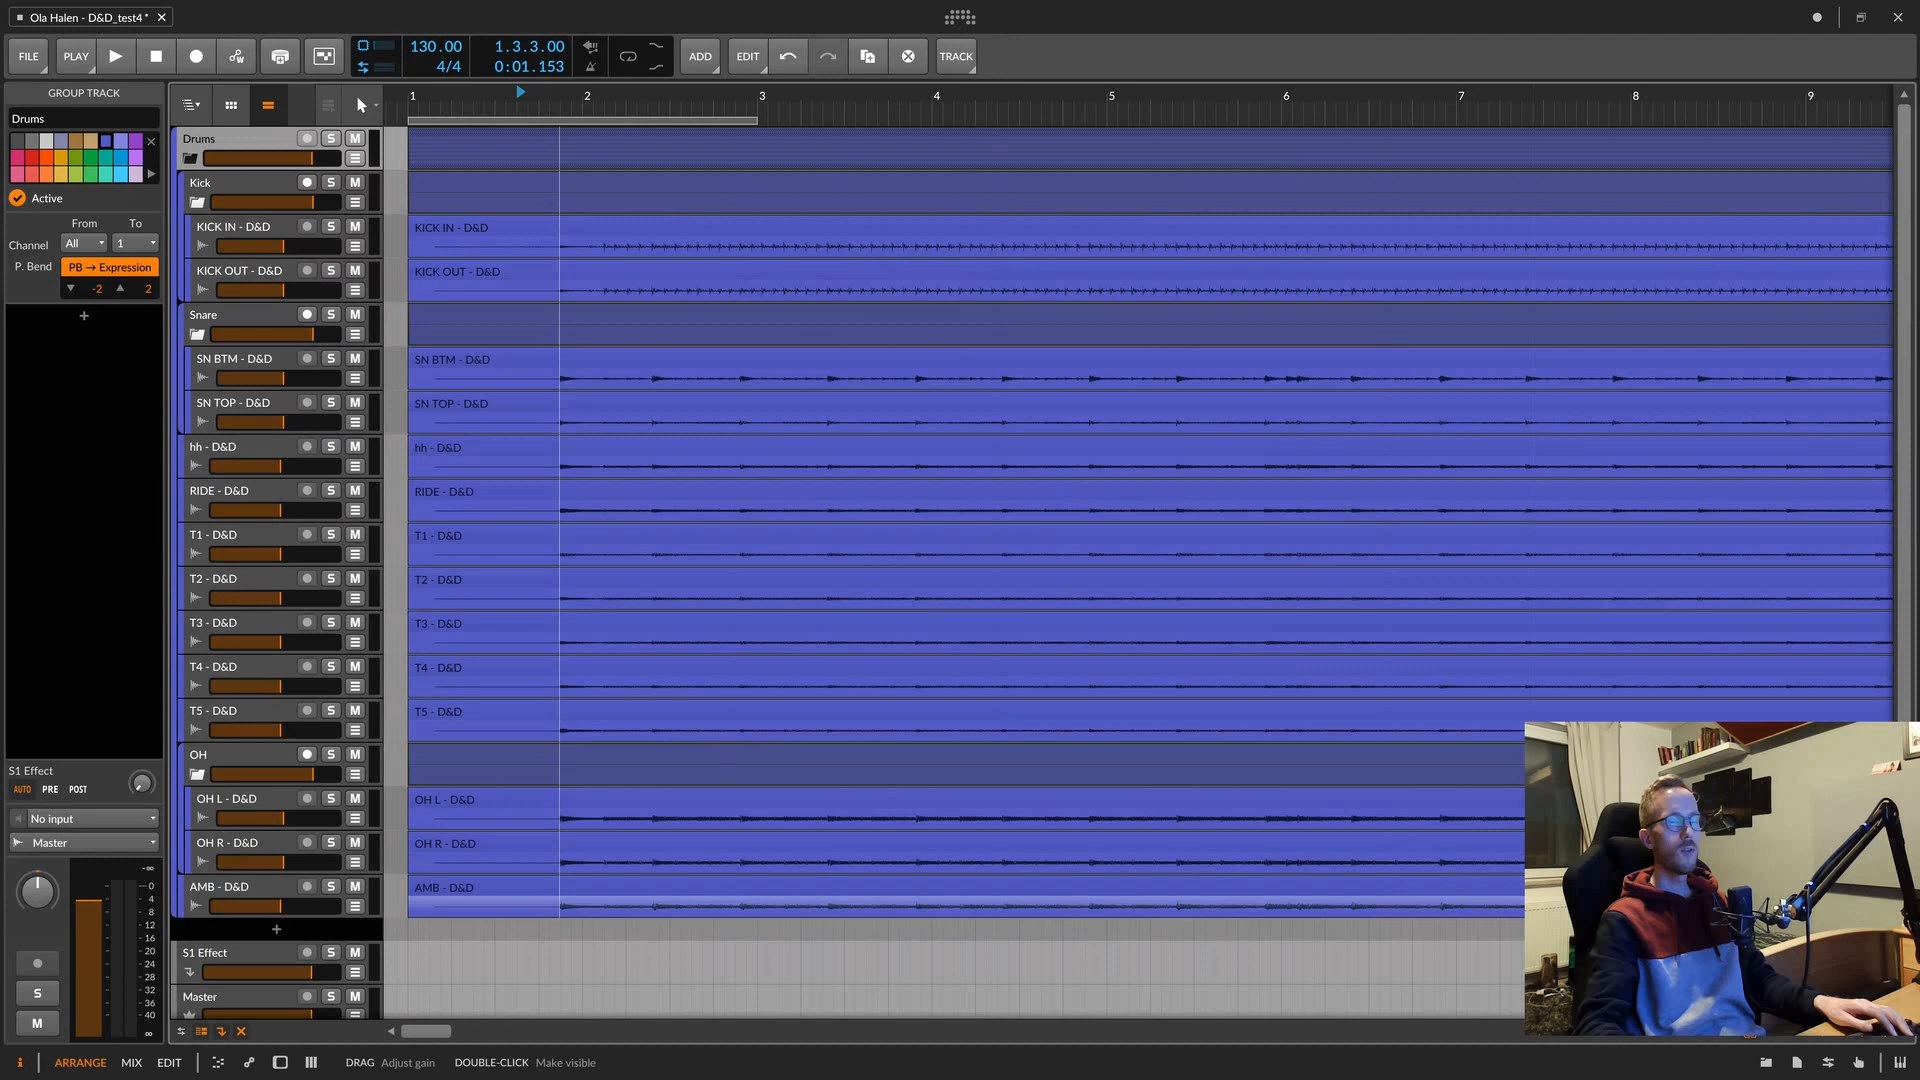 Ola Halen - D&D_test4 *
FILE
PLAY
130.00
4/4
1.3.3.00
0:01.153
ADD
EDIT
TRACK
GROUP TRACK
Drums
Active
From
To
Channel
All
1
P. Bend
PB → Expression
-2
2
S1 Effect
AUTO
PRE
POST
No input
Master
-∞
0
4
8
12
16
20
24
28
32
36
40
∞
S
M
1
2
3
4
5
6
7
8
9
Drums S M
Kick S M
KICK IN - D&D S M
KICK OUT - D&D S M
Snare S M
SN BTM - D&D S M
SN TOP - D&D S M
hh - D&D S M
RIDE - D&D S M
T1 - D&D S M
T2 - D&D S M
T3 - D&D S M
T4 - D&D S M
T5 - D&D S M
OH S M
OH L - D&D S M
OH R - D&D S M
AMB - D&D S M
S1 Effect S M
Master S M
KICK IN - D&D
KICK OUT - D&D
SN BTM - D&D
SN TOP - D&D
hh - D&D
RIDE - D&D
T1 - D&D
T2 - D&D
T3 - D&D
T4 - D&D
T5 - D&D
OH L - D&D
OH R - D&D
AMB - D&D
i
ARRANGE
MIX
EDIT
DRAG Adjust gain
DOUBLE-CLICK Make visible